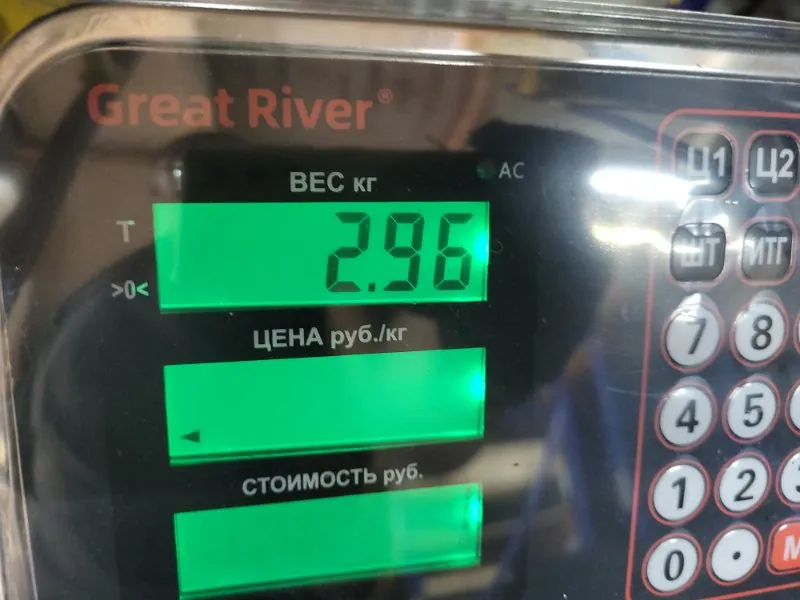 Great River®
ВЕС кг
AC
T
2.96
>0<
ЦЕНА руб./кг
СТОИМОСТЬ руб.
Ц1 Ц2
ШТ ИТГ
7 8
4 5
1 2 3
0 • M